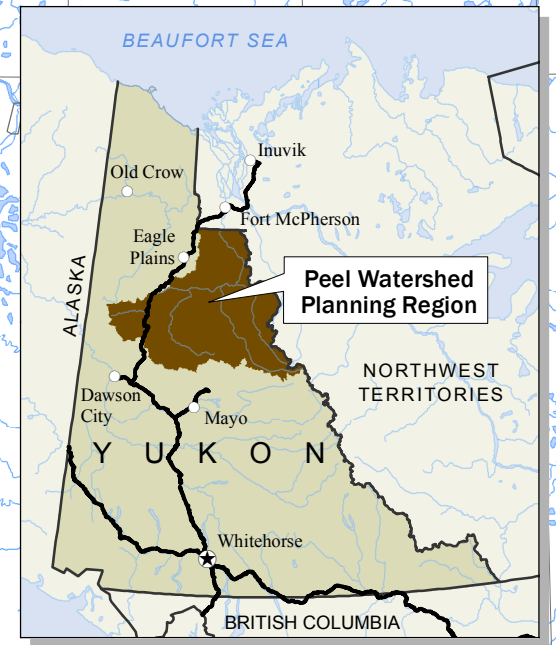 BEAUFORT SEA
Inuvik
Old Crow
Fort McPherson
Eagle
Plains
ALASKA
Peel Watershed
Planning Region
NORTHWEST
TERRITORIES
Dawson
City
Mayo
YUKON
Whitehorse
BRITISH COLUMBIA